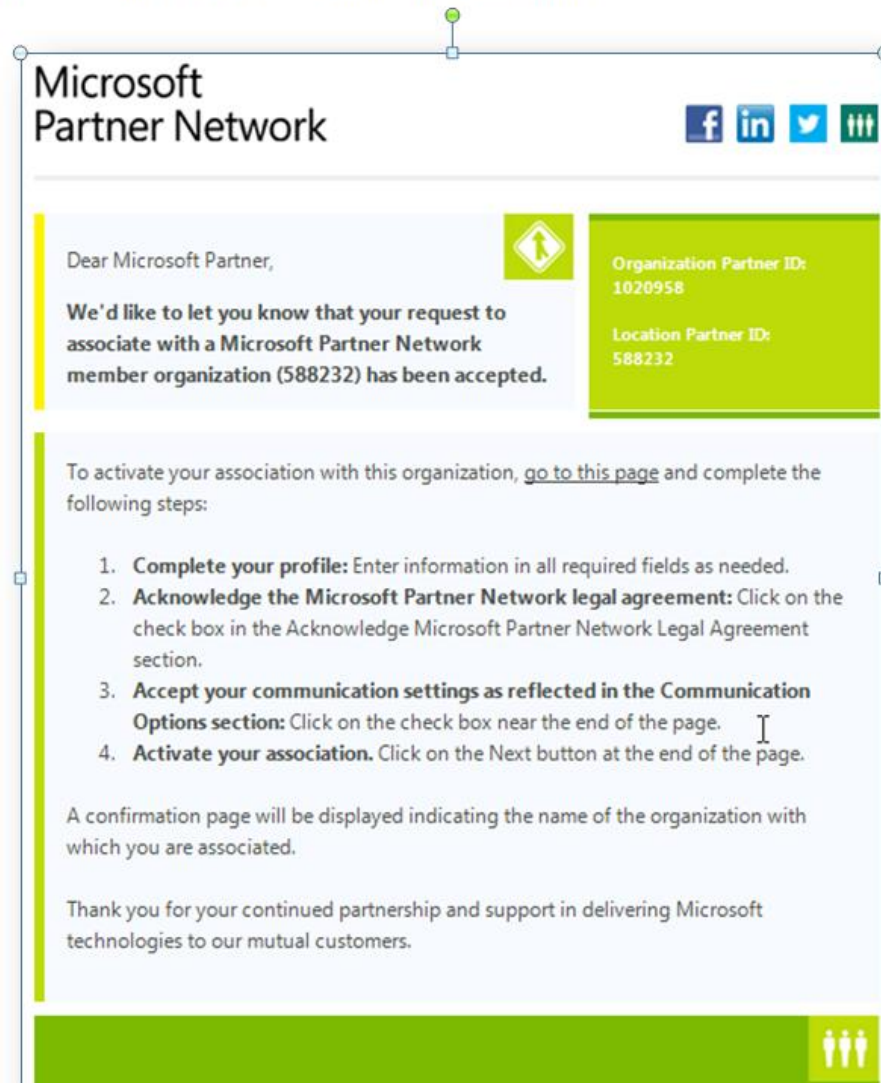 Microsoft
Partner Network
f in
Dear Microsoft Partner,
We'd like to let you know that your request to
associate with a Microsoft Partner Network
member organization (588232) has been accepted.
Organization Partner ID:
1020958
Location Partner ID:
588232
To activate your association with this organization, go to this page and complete the
following steps:
1. Complete your profile: Enter information in all required fields as needed.
2. Acknowledge the Microsoft Partner Network legal agreement: Click on the
check box in the Acknowledge Microsoft Partner Network Legal Agreement
section.
3. Accept your communication settings as reflected in the Communication
Options section: Click on the check box near the end of the page.
4. Activate your association. Click on the Next button at the end of the page.
A confirmation page will be displayed indicating the name of the organization with
which you are associated.
Thank you for your continued partnership and support in delivering Microsoft
technologies to our mutual customers.